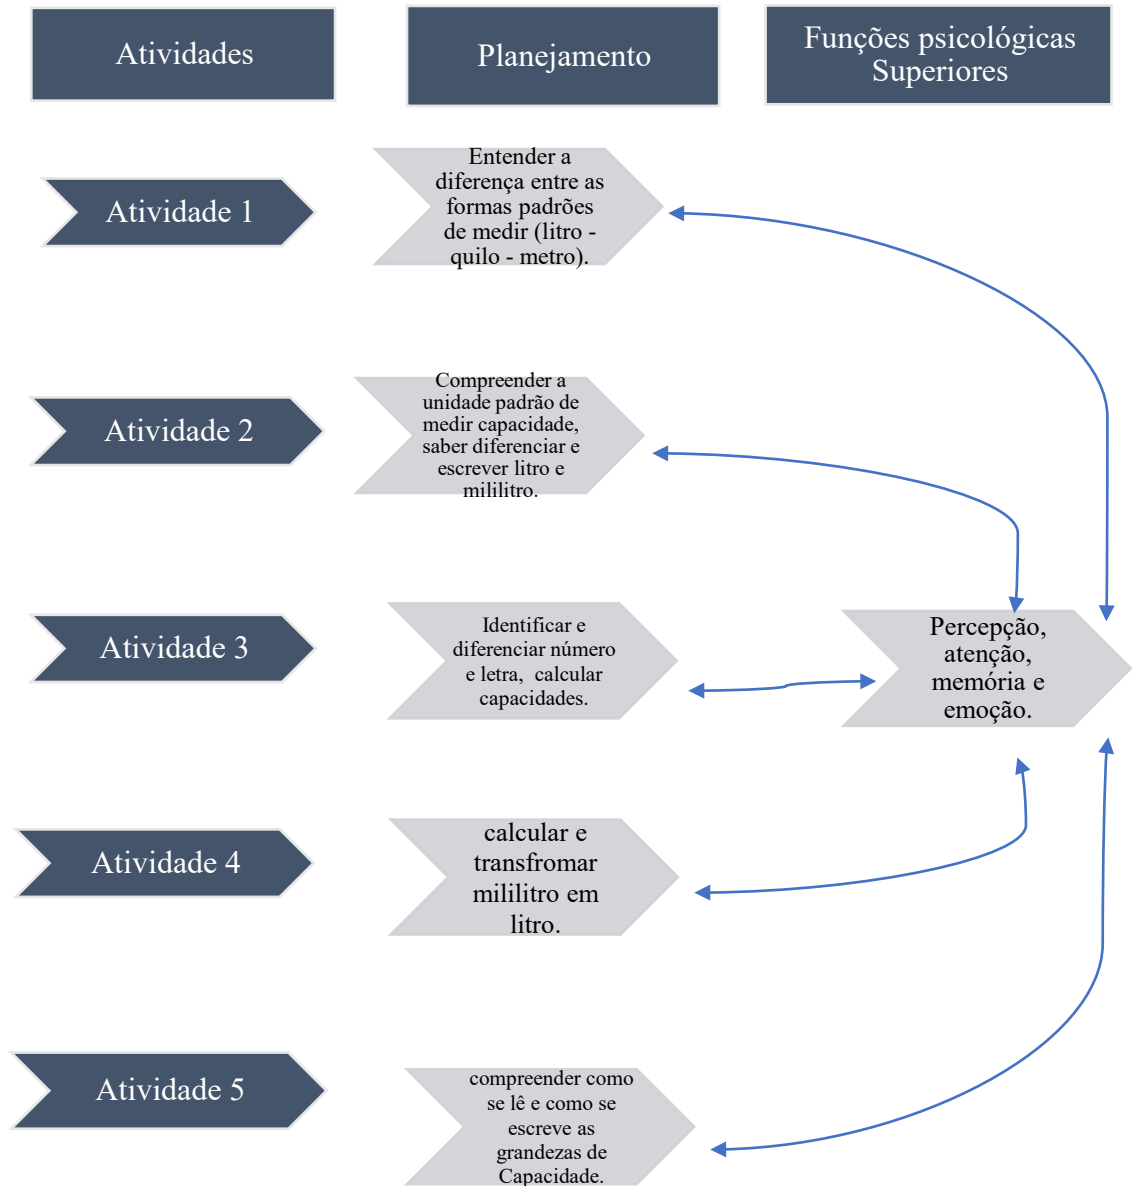 Atividades
Planejamento
Funções psicológicas
Superiores
Atividade 1
Entender a
diferença entre as
formas padrões
de medir (litro -
quilo - metro).
Atividade 2
Compreender a
unidade padrão de
medir capacidade,
saber diferenciar e
escrever litro e
mililitro.
Atividade 3
Identificar e
diferenciar número
e letra, calcular
capacidades.
Percepção,
atenção,
memória e
emoção.
Atividade 4
calcular e
transfromar
mililitro em
litro.
Atividade 5
compreender como
se lê e como se
escreve as
grandezas de
Capacidade.